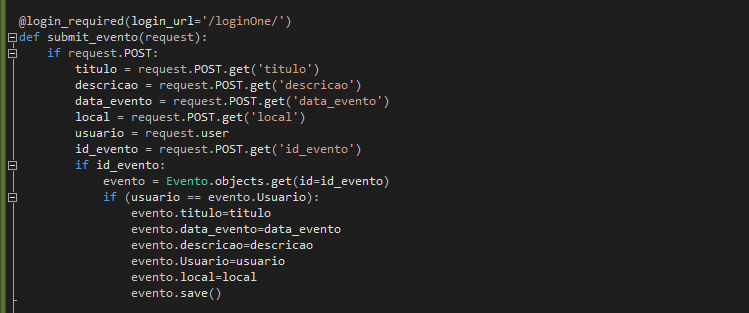 @login_required(login_url='/loginOne/')
def submit_evento(request):
    if request.POST:
        titulo = request.POST.get('titulo')
        descricao = request.POST.get('descricao')
        data_evento = request.POST.get('data_evento')
        local = request.POST.get('local')
        usuario = request.user
        id_evento = request.POST.get('id_evento')
        if id_evento:
            evento = Evento.objects.get(id=id_evento)
            if (usuario == evento.Usuario):
                evento.titulo=titulo
                evento.data_evento=data_evento
                evento.descricao=descricao
                evento.Usuario=usuario
                evento.local=local
                evento.save()